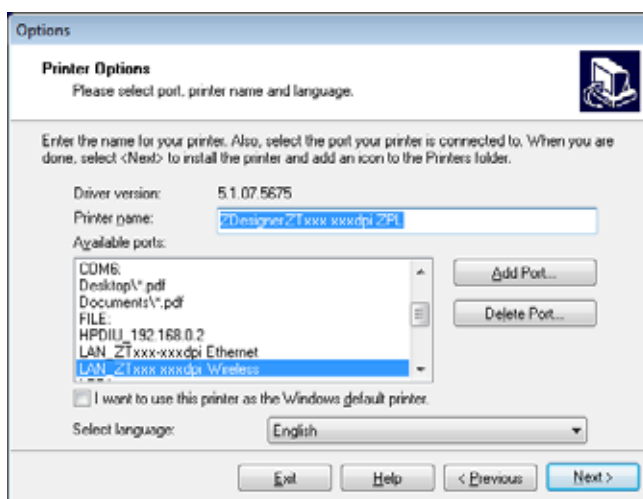 Options
Printer Options
Please select port, printer name and language.
Enter the name for your printer. Also, select the port your printer is connected to. When you are
done, select <Next> to install the printer and add an icon to the Printers folder.
Driver version: 5.1.07.5675
Printer name: ZDesignerZTxxx xxxdpi ZPL
Available ports:
COM6:
Desktop\*.pdf
Documents\*.pdf
FILE:
HPDIU_192.168.0.2
LAN_ZTxxx-xxxdpi Ethernet
LAN_ZTxxx xxxdpi Wireless
Add Port...
Delete Port...
I want to use this printer as the Windows default printer.
Select language: English
Exit Help < Previous Next >